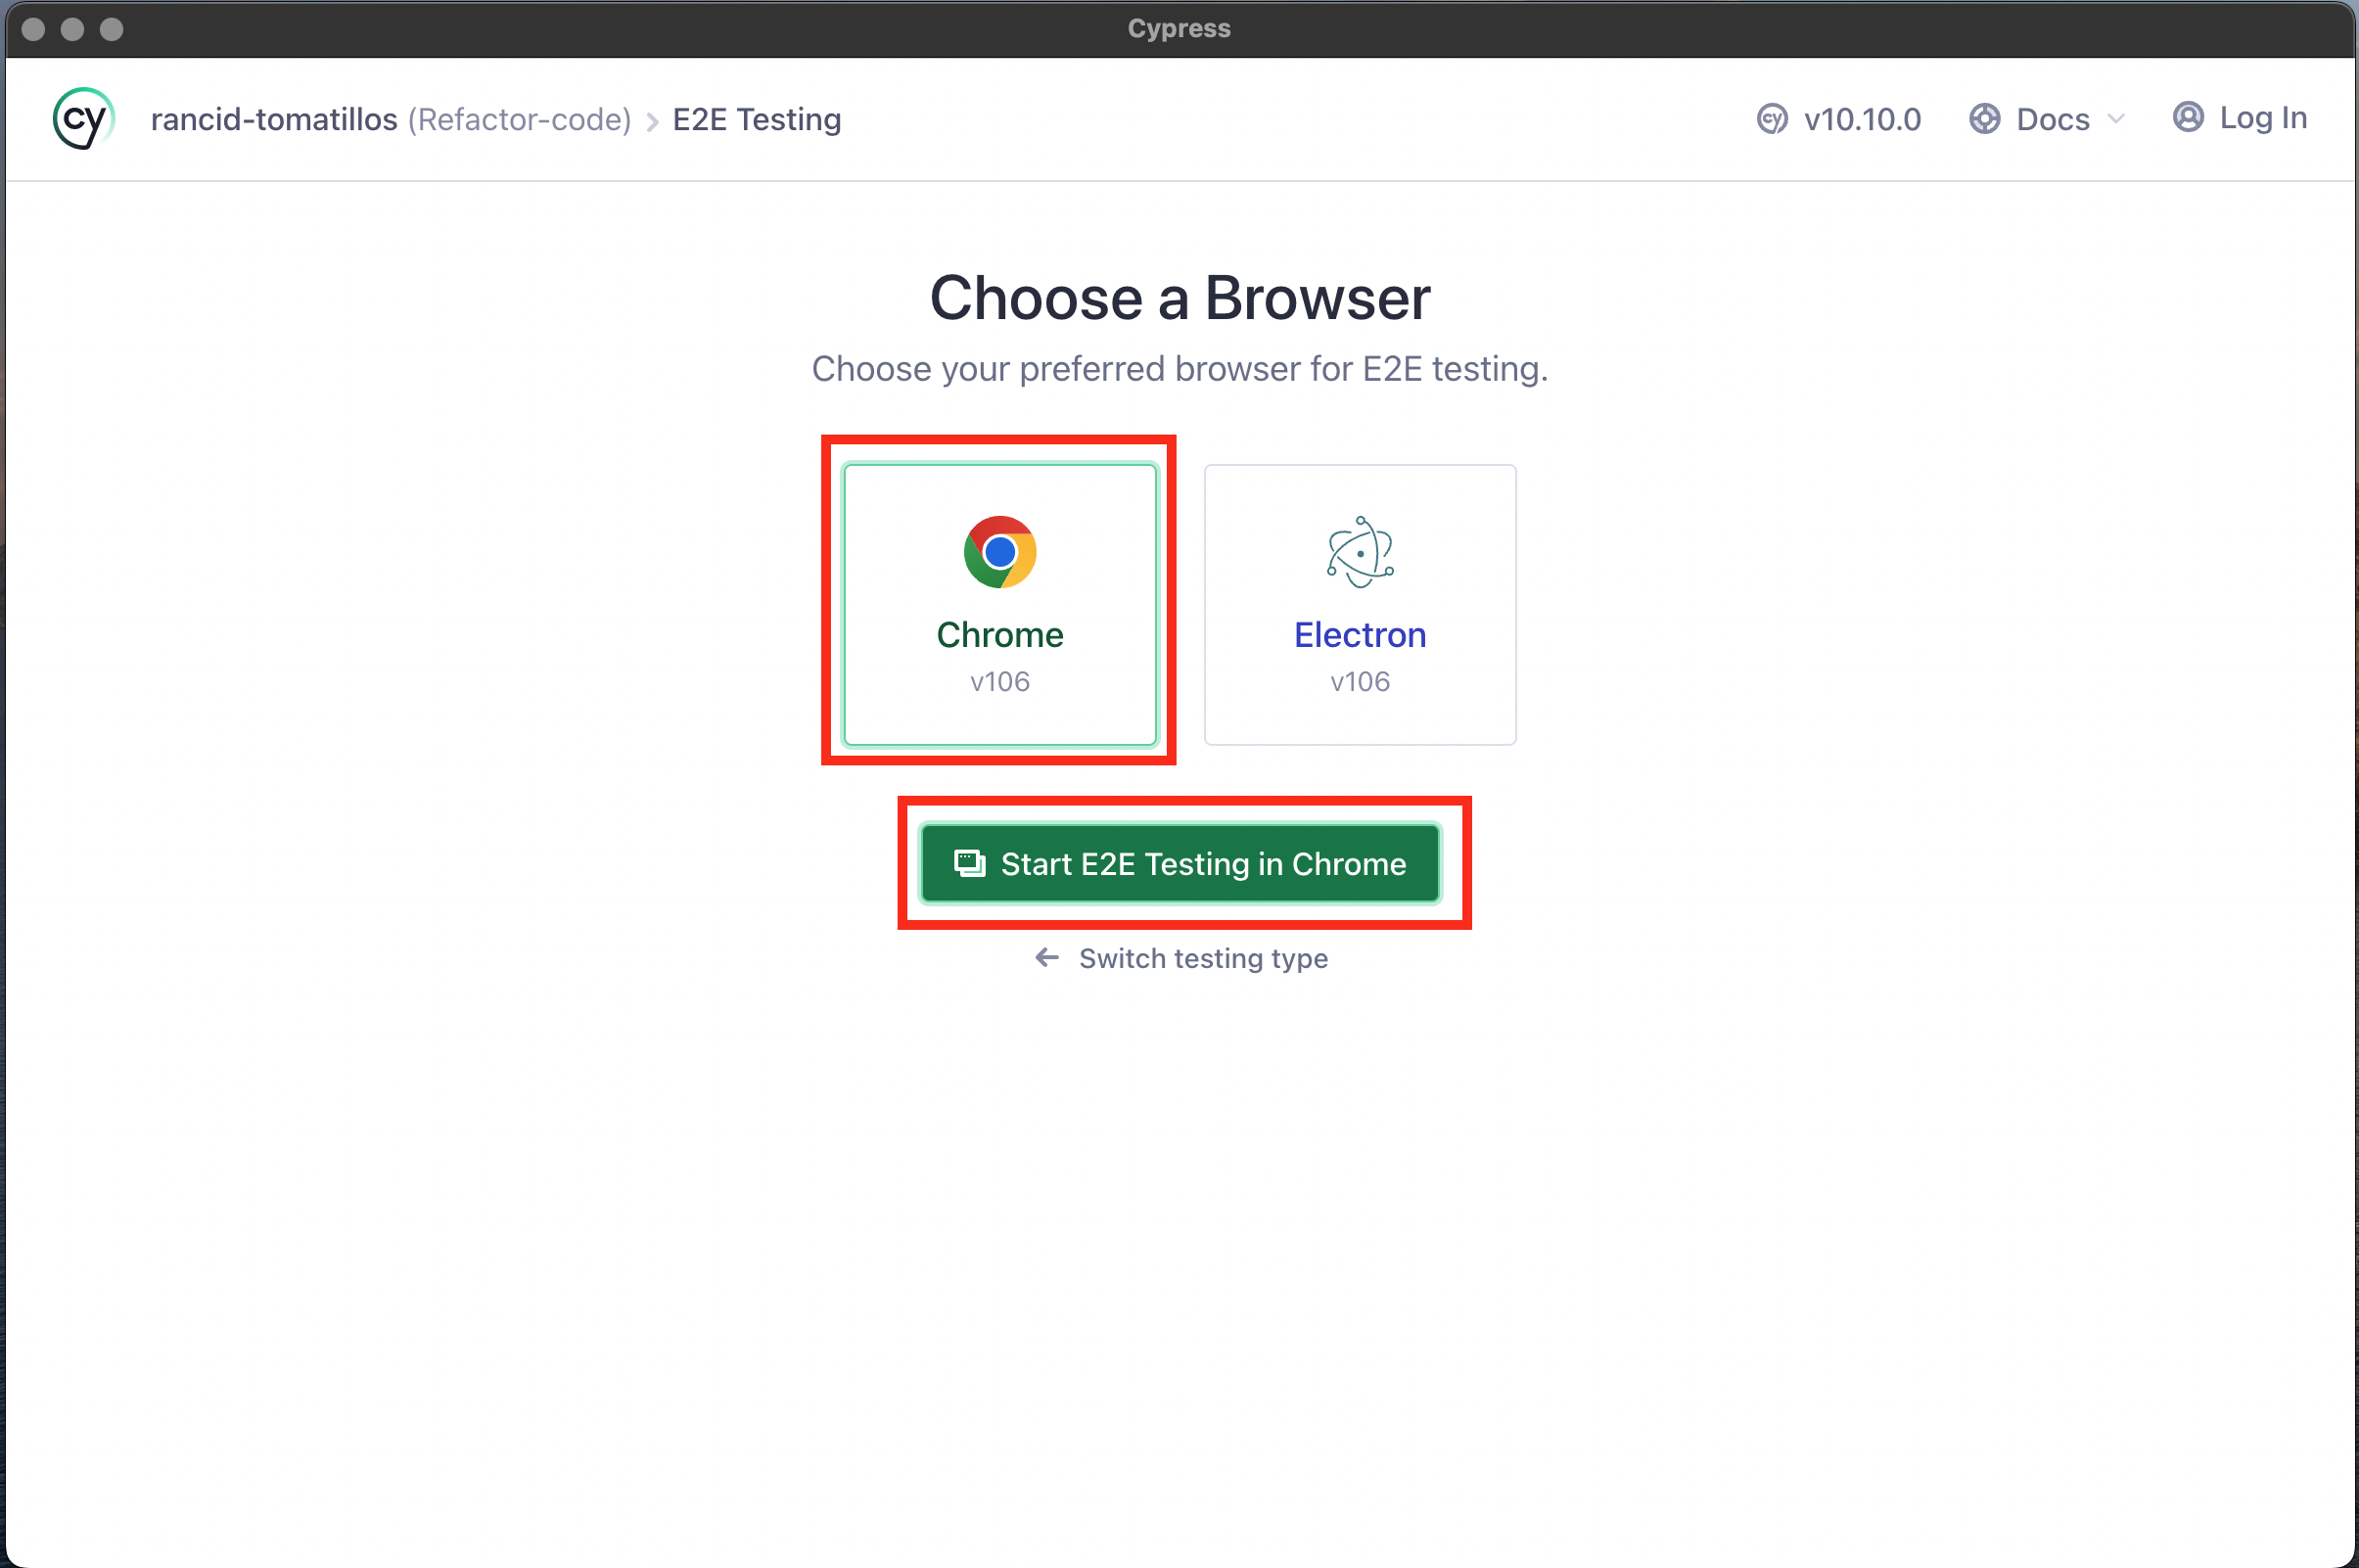 Cypress
cy rancid-tomatillos (Refactor-code) > E2E Testing
cy v10.10.0 Docs Log In
Choose a Browser
Choose your preferred browser for E2E testing.
Chrome
v106
Electron
v106
Start E2E Testing in Chrome
← Switch testing type